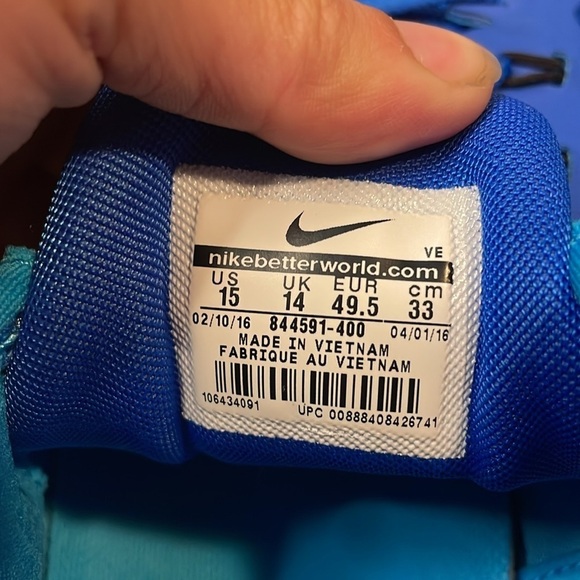 VE
nikebetterworld.com
US UK EUR cm
15 14 49.5 33
02/10/16 844591-400 04/01/16
MADE IN VIETNAM
FABRIQUE AU VIETNAM
106434091 UPC 00888408426741